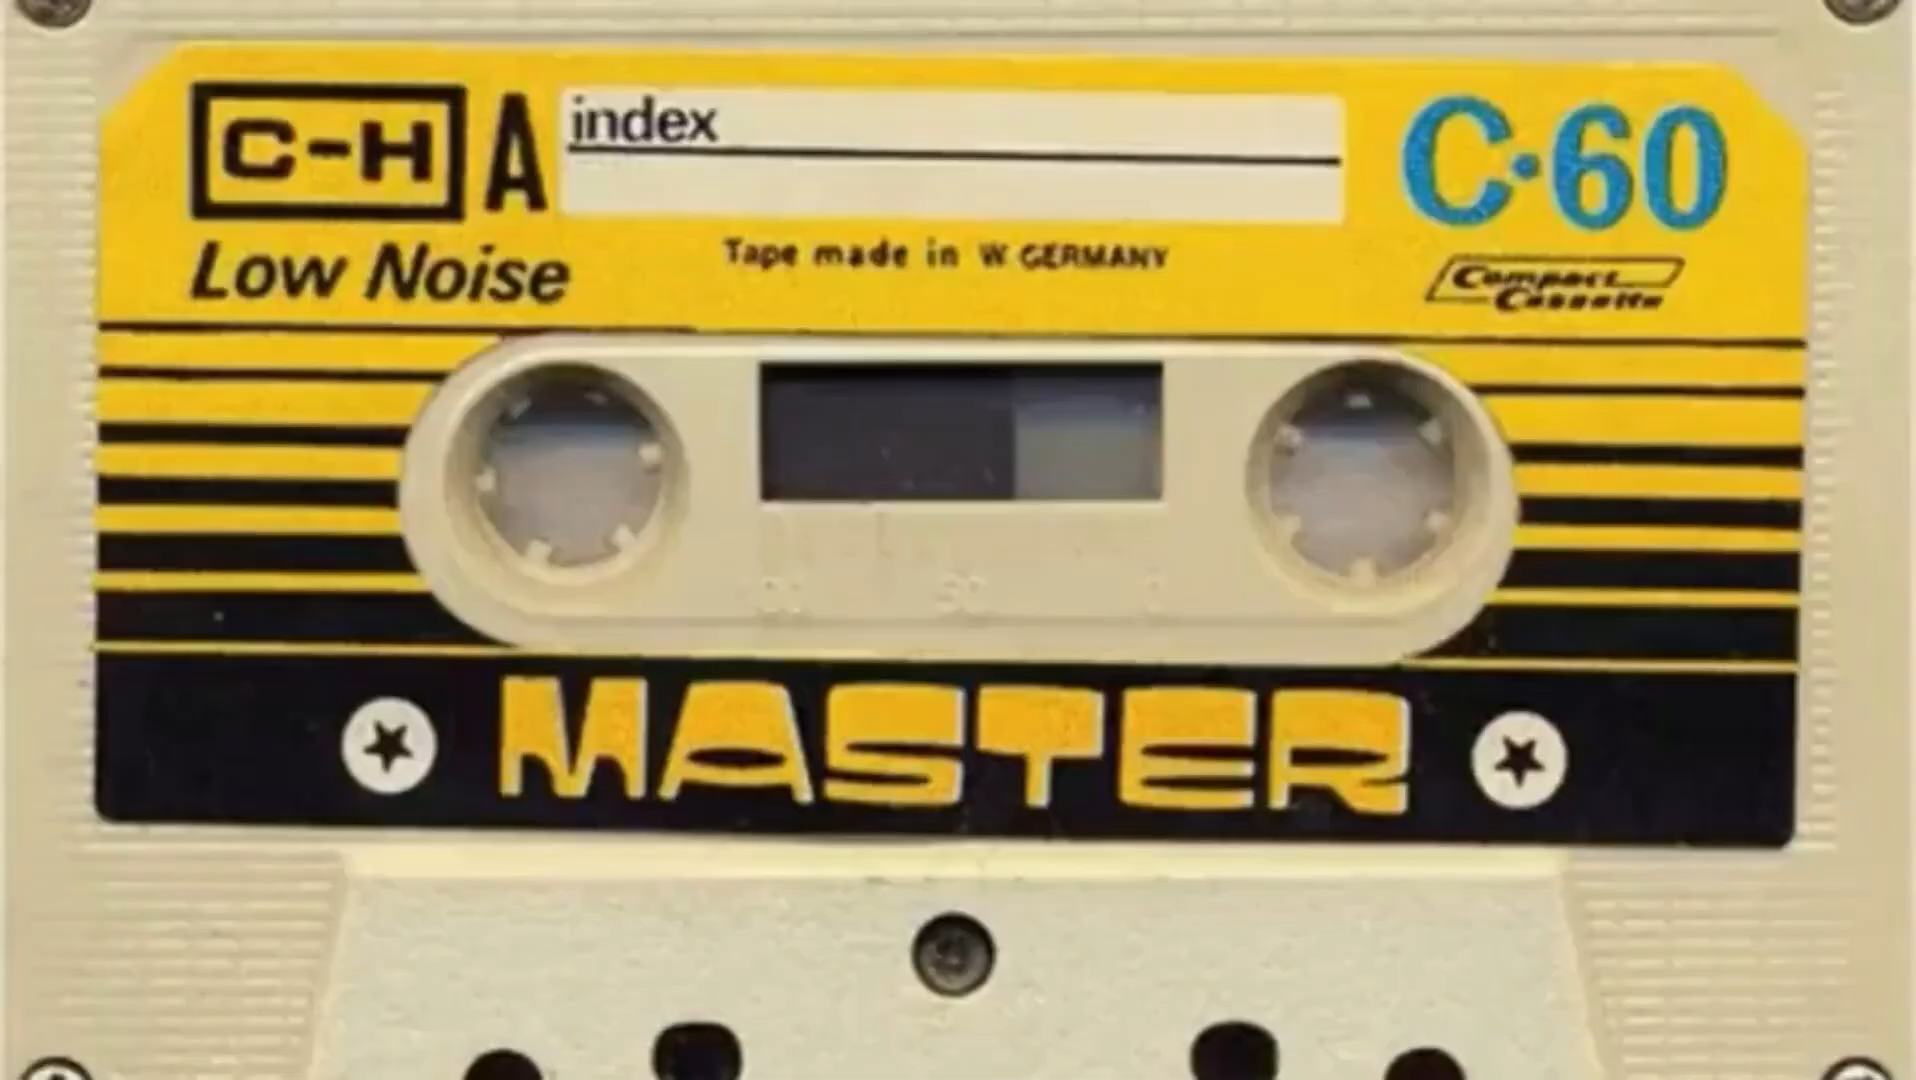 C-H A
index
C·60
Low Noise
Tape made in W. GERMANY
Compact
Cassette
MASTER